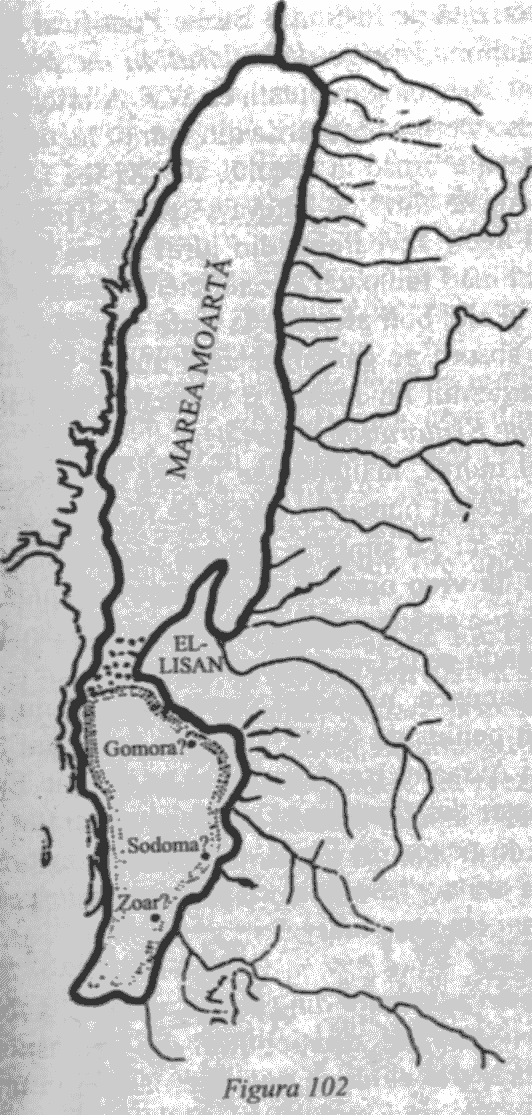 MAREA MOARTĂ
EL-
LISAN
Gomora?
Sodoma?
Zoar?
Figura 102